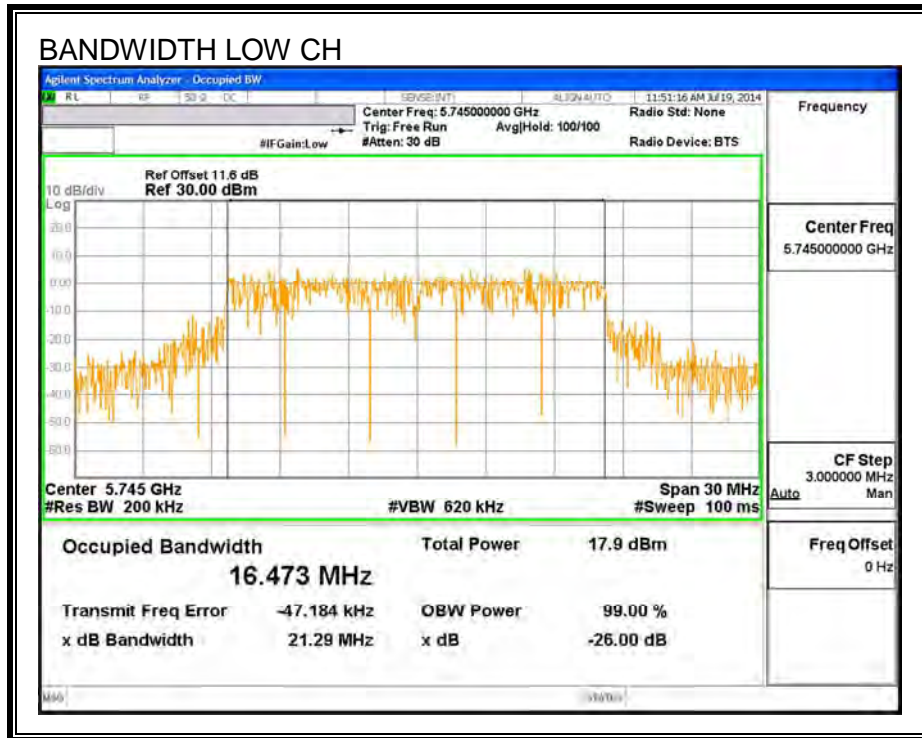 BANDWIDTH LOW CH
Agilent Spectrum Analyzer - Occupied BW
RL RF 50 Ω DC SENSE:INT ALIGN AUTO 11:51:16 AM Jul 19, 2014
Center Freq: 5.745000000 GHz Radio Std: None
Trig: Free Run Avg|Hold: 100/100
#IFGain:Low #Atten: 30 dB Radio Device: BTS
Frequency
Ref Offset 11.6 dB
10 dB/div Ref 30.00 dBm
Log
20.0
10.0
0.00
-10.0
-20.0
-30.0
-40.0
-50.0
-60.0
Center Freq
5.745000000 GHz
Center 5.745 GHz Span 30 MHz
#Res BW 200 kHz #VBW 620 kHz #Sweep 100 ms
CF Step
3.000000 MHz
Auto Man
Occupied Bandwidth Total Power 17.9 dBm
16.473 MHz
Transmit Freq Error -47.184 kHz OBW Power 99.00 %
x dB Bandwidth 21.29 MHz x dB -26.00 dB
Freq Offset
0 Hz
MSG STATUS